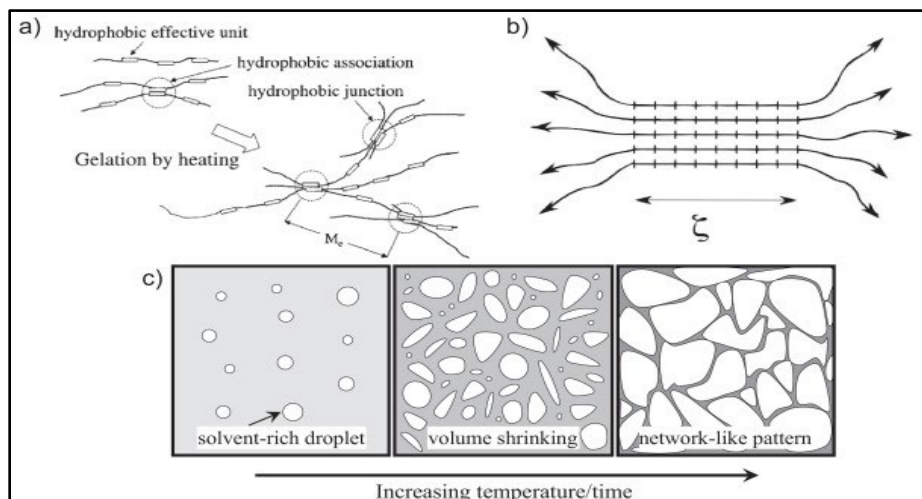 a)
hydrophobic effective unit
hydrophobic association
hydrophobic junction
Gelation by heating
Me
b)
ζ
c)
solvent-rich droplet
volume shrinking
network-like pattern
Increasing temperature/time